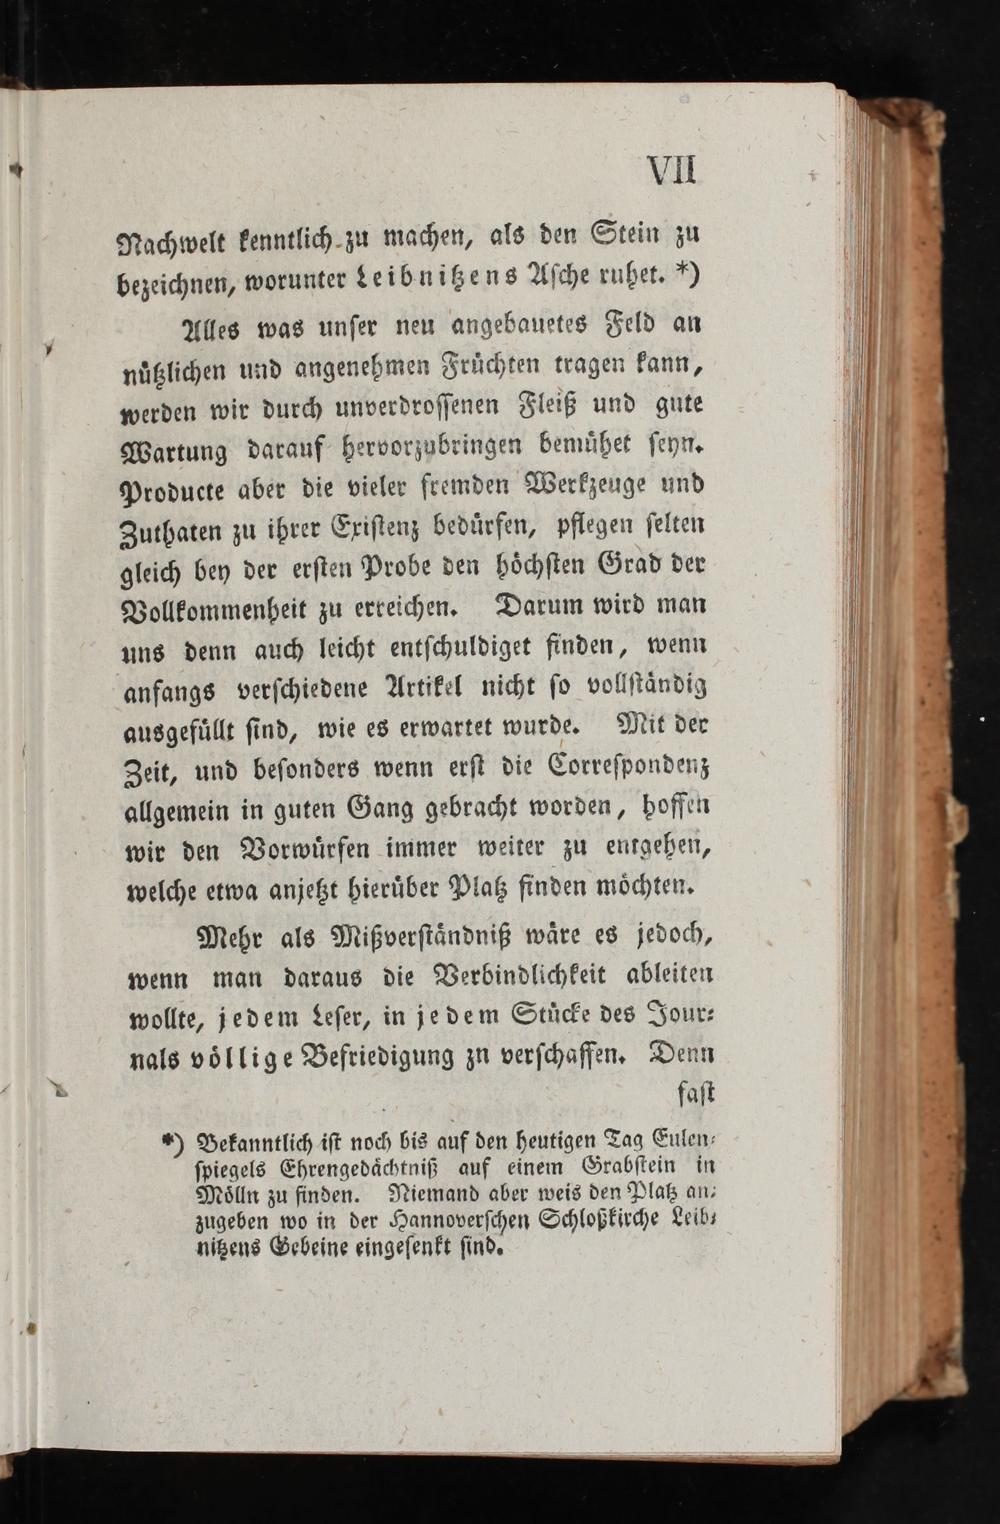 VII
Nachwelt kenntlich zu machen, als den Stein zu
bezeichnen, worunter Leibnitzens Asche ruhet. *)
Alles was unser neu angebauetes Feld an
nützlichen und angenehmen Früchten tragen kann,
werden wir durch unverdrossenen Fleiß und gute
Wartung darauf hervorzubringen bemühet seyn.
Producte aber die vieler fremden Werkzeuge und
Zuthaten zu ihrer Existenz bedürfen, pflegen selten
gleich bey der ersten Probe den höchsten Grad der
Vollkommenheit zu erreichen. Darum wird man
uns denn auch leicht entschuldiget finden, wenn
anfangs verschiedene Artikel nicht so vollständig
ausgefüllt sind, wie es erwartet wurde. Mit der
Zeit, und besonders wenn erst die Correspondenz
allgemein in guten Gang gebracht worden, hoffen
wir den Vorwürfen immer weiter zu entgehen,
welche etwa anjetzt hierüber Platz finden möchten.
Mehr als Mißverständniß wäre es jedoch,
wenn man daraus die Verbindlichkeit ableiten
wollte, jedem Leser, in jedem Stücke des Jour-
nals völlige Befriedigung zu verschaffen. Denn
fast
*) Bekanntlich ist noch bis auf den heutigen Tag Eulen-
spiegels Ehrengedächtniß auf einem Grabstein in
Mölln zu finden. Niemand aber weis den Platz an-
zugeben wo in der Hannoverschen Schloßkirche Leib-
nitzens Gebeine eingesenkt sind.